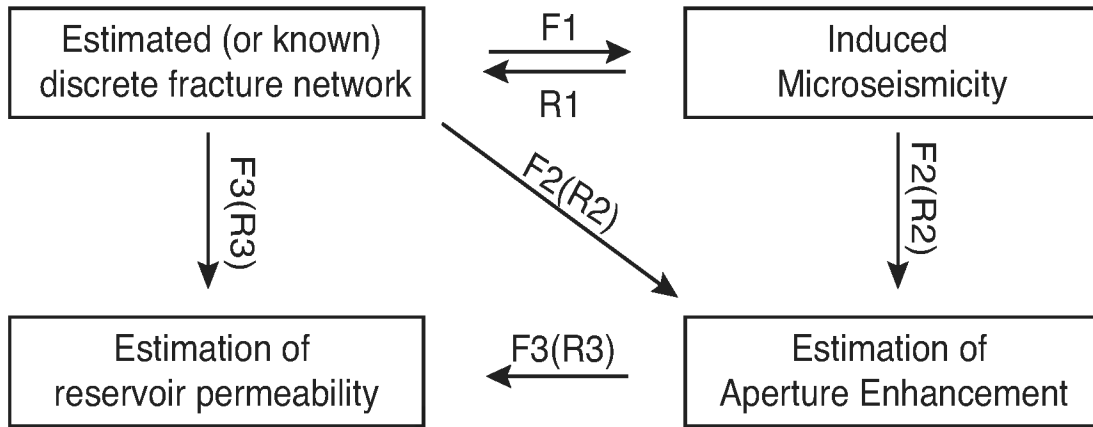 Estimated (or known)
discrete fracture network
F1
R1
Induced
Microseismicity
F3(R3)
F2(R2)
F2(R2)
Estimation of
reservoir permeability
F3(R3)
Estimation of
Aperture Enhancement